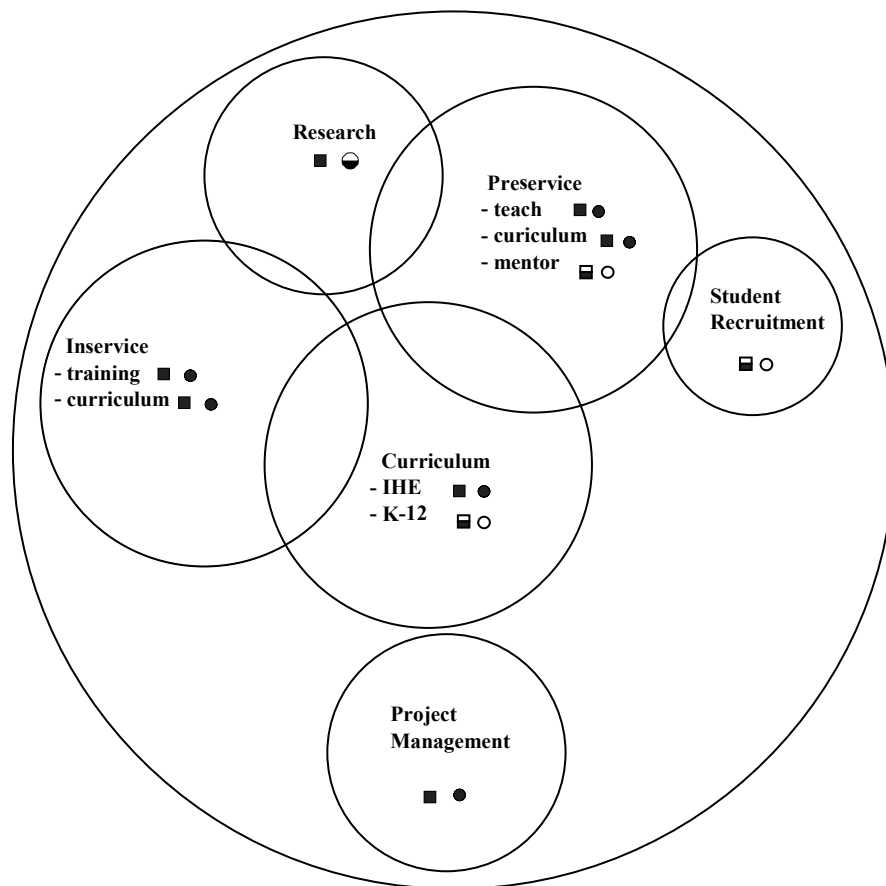 Research
Preservice
- teach
- curiculum
- mentor
Student
Recruitment
Inservice
- training
- curriculum
Curriculum
- IHE
- K-12
Project
Management